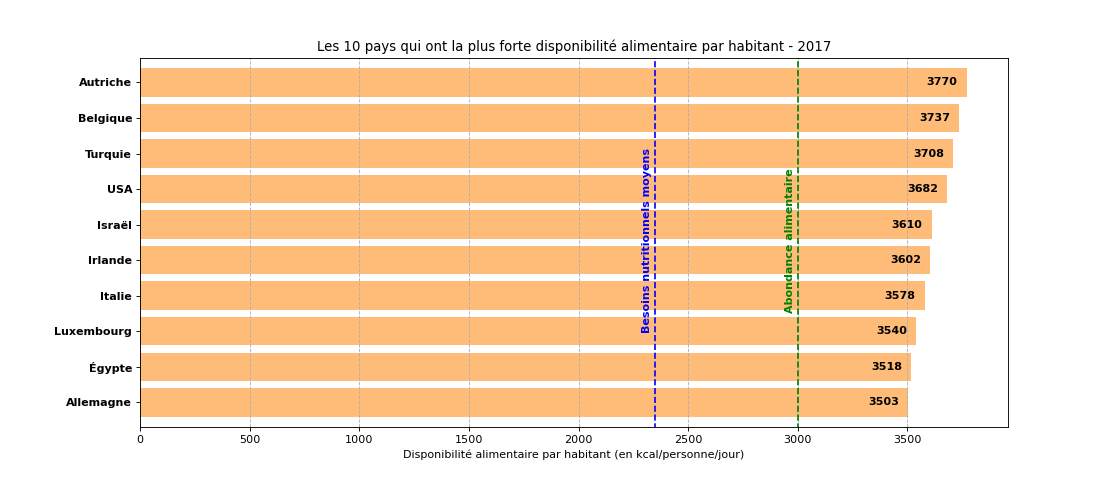 Les 10 pays qui ont la plus forte disponibilité alimentaire par habitant - 2017
Autriche
3770
Belgique
3737
Turquie
3708
USA
3682
Israël
3610
Irlande
3602
Italie
3578
Luxembourg
3540
Égypte
3518
Allemagne
3503
Besoins nutritionnels moyens
Abondance alimentaire
0
500
1000
1500
2000
2500
3000
3500
Disponibilité alimentaire par habitant (en kcal/personne/jour)